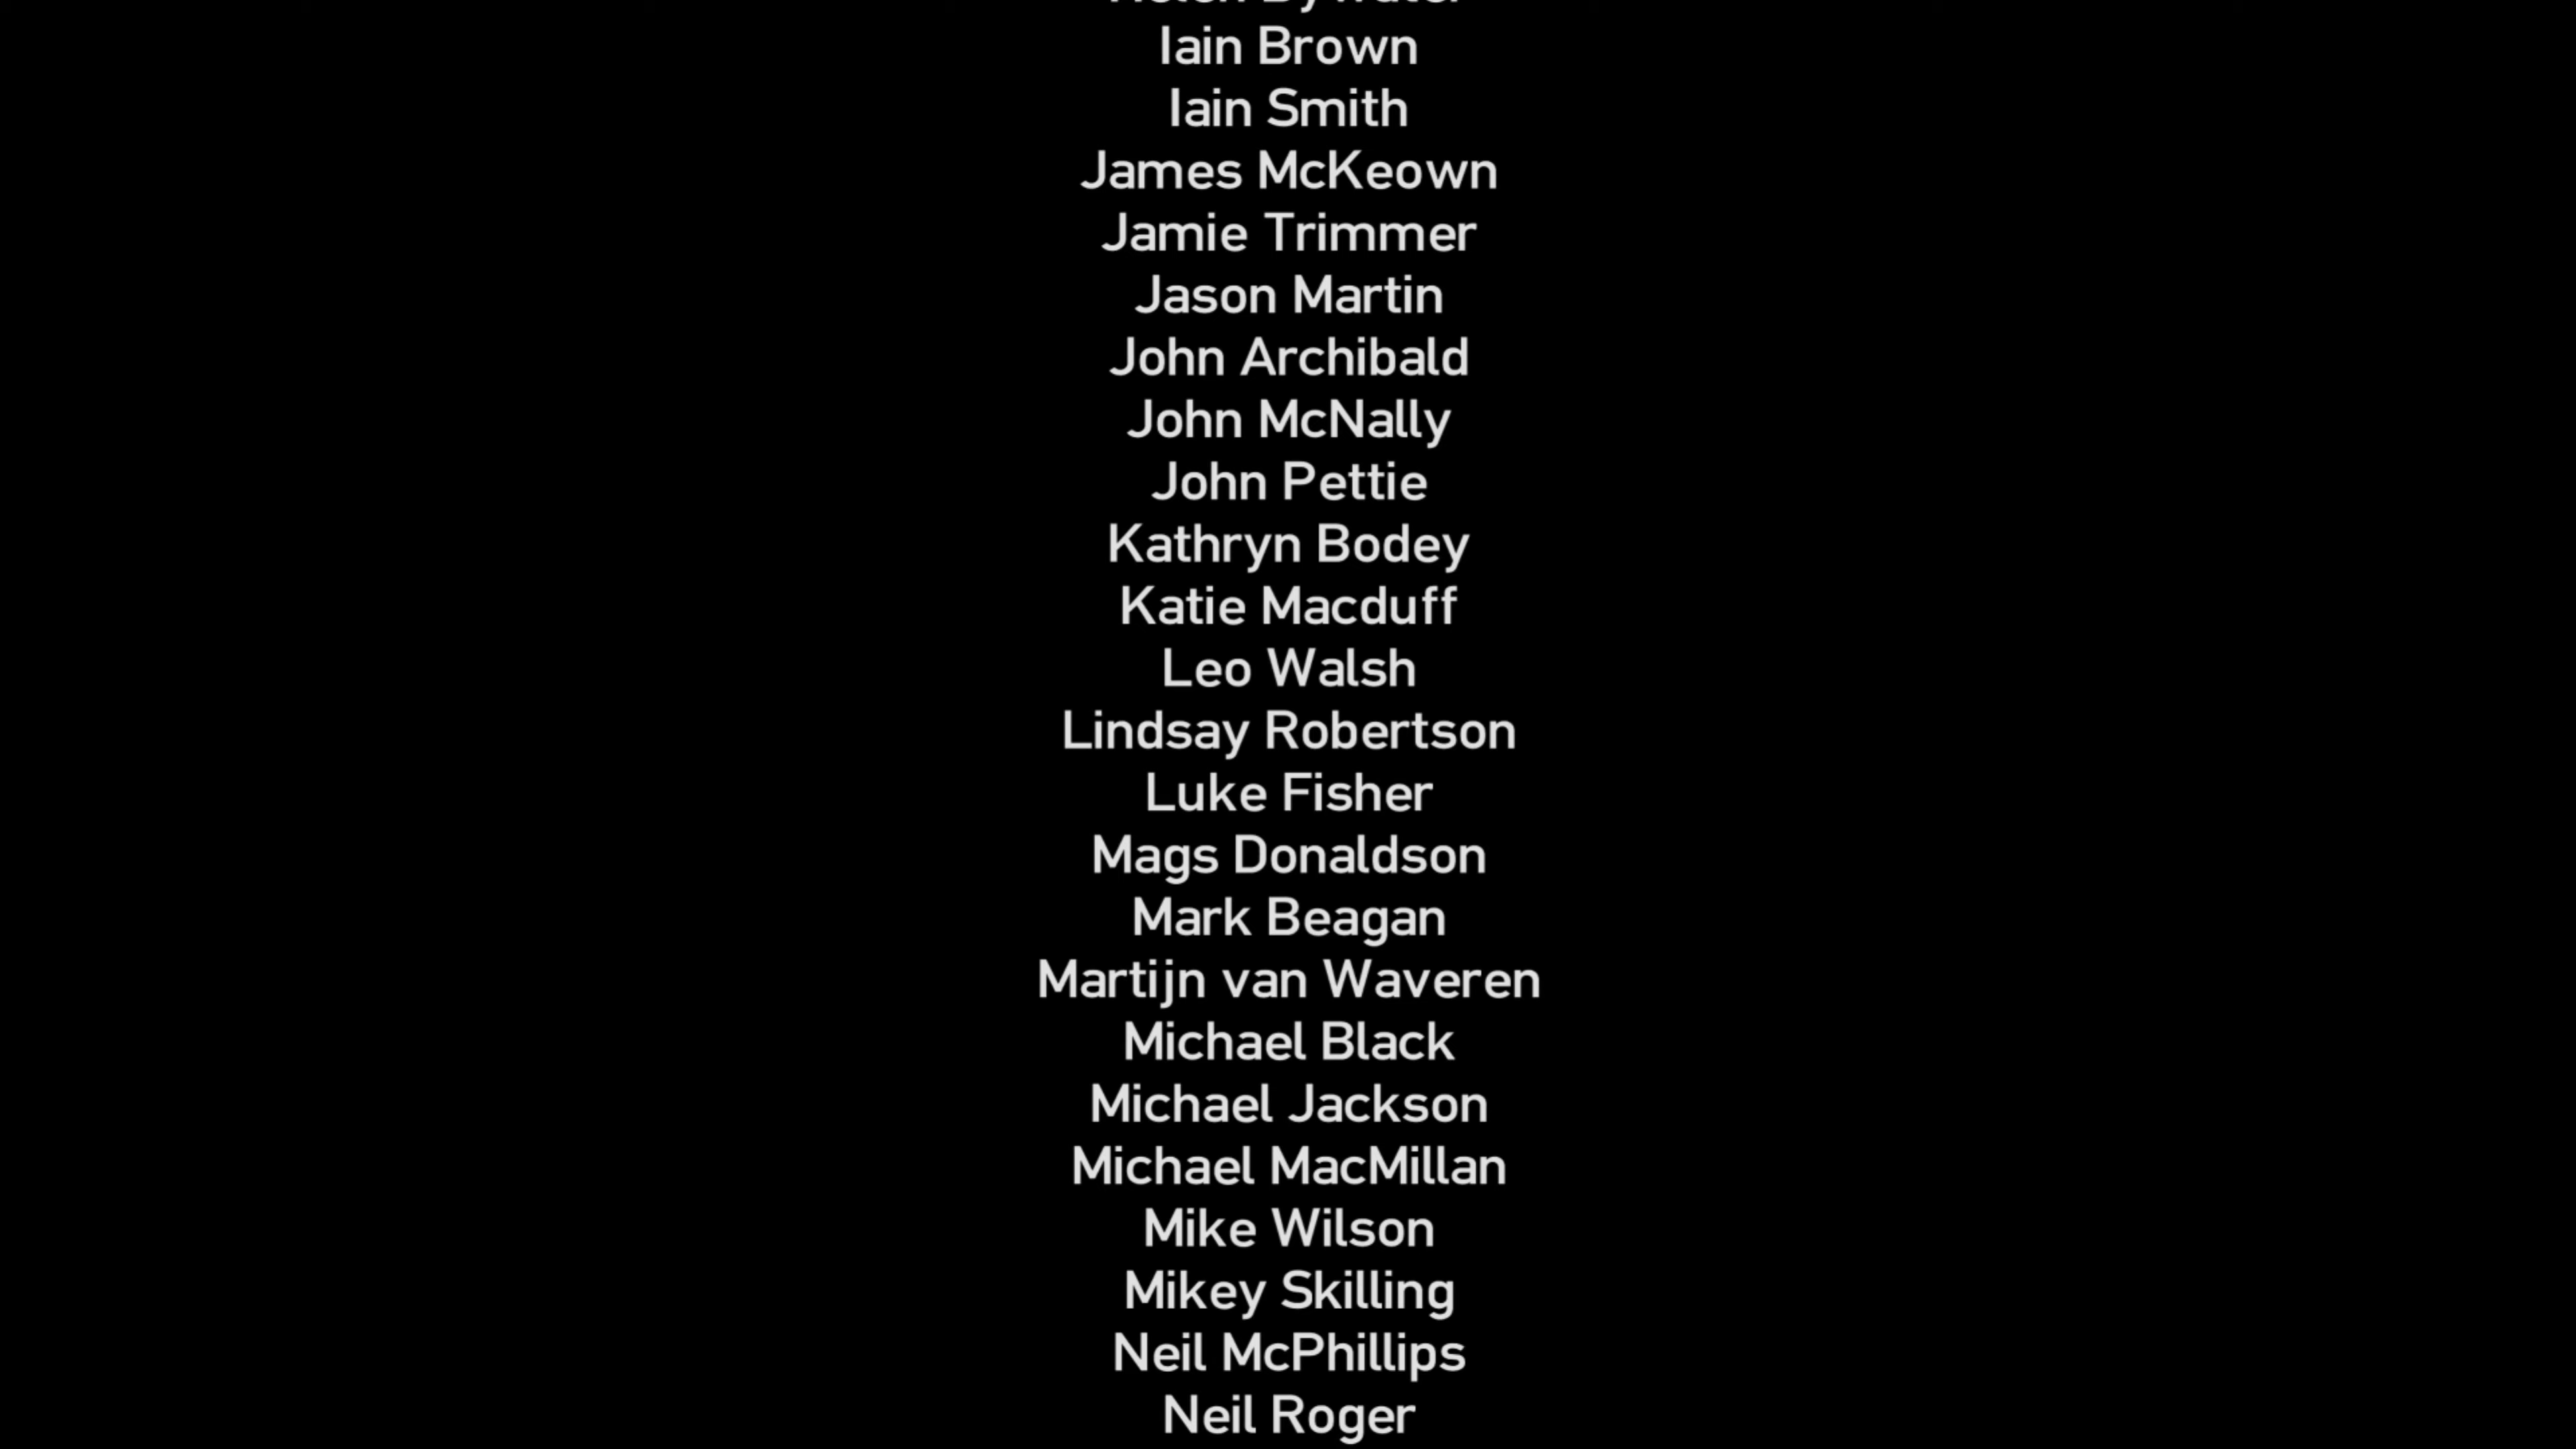 Helen Bywater
Iain Brown
Iain Smith
James McKeown
Jamie Trimmer
Jason Martin
John Archibald
John McNally
John Pettie
Kathryn Bodey
Katie Macduff
Leo Walsh
Lindsay Robertson
Luke Fisher
Mags Donaldson
Mark Beagan
Martijn van Waveren
Michael Black
Michael Jackson
Michael MacMillan
Mike Wilson
Mikey Skilling
Neil McPhillips
Neil Roger